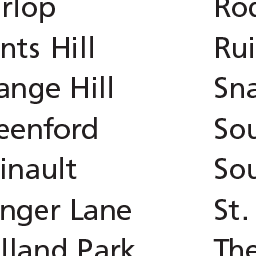 rlop
nts Hill
ange Hill
eenford
inault
nger Lane
lland Park
Roc
Rui
Sna
Sou
Sou
St.
The